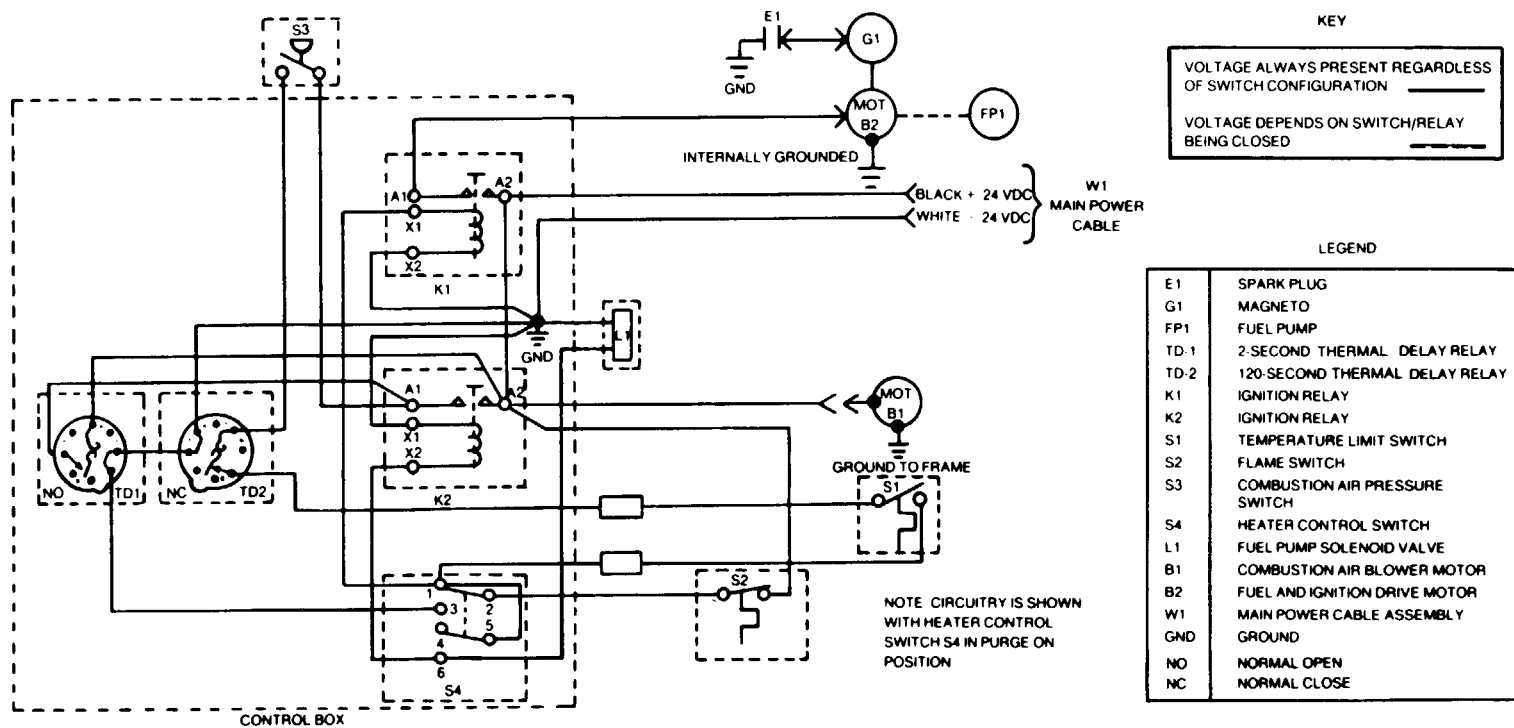 S3
E1
G1
GND
MOT
B2
FP1
INTERNALLY GROUNDED
A1
A2
X1
X2
K1
BLACK + 24 VDC
WHITE - 24 VDC
W1
MAIN POWER
CABLE
GND
L1
A1
A2
X1
X2
K2
MOT
B1
GROUND TO FRAME
NO
TD1
NC
TD2
S1
S2
1
2
3
5
4
6
S4
CONTROL BOX
NOTE CIRCUITRY IS SHOWN
WITH HEATER CONTROL
SWITCH S4 IN PURGE ON
POSITION
KEY
VOLTAGE ALWAYS PRESENT REGARDLESS
OF SWITCH CONFIGURATION
VOLTAGE DEPENDS ON SWITCH/RELAY
BEING CLOSED
LEGEND
E1 SPARK PLUG
G1 MAGNETO
FP1 FUEL PUMP
TD-1 2-SECOND THERMAL DELAY RELAY
TD-2 120-SECOND THERMAL DELAY RELAY
K1 IGNITION RELAY
K2 IGNITION RELAY
S1 TEMPERATURE LIMIT SWITCH
S2 FLAME SWITCH
S3 COMBUSTION AIR PRESSURE
SWITCH
S4 HEATER CONTROL SWITCH
L1 FUEL PUMP SOLENOID VALVE
B1 COMBUSTION AIR BLOWER MOTOR
B2 FUEL AND IGNITION DRIVE MOTOR
W1 MAIN POWER CABLE ASSEMBLY
GND GROUND
NO NORMAL OPEN
NC NORMAL CLOSE